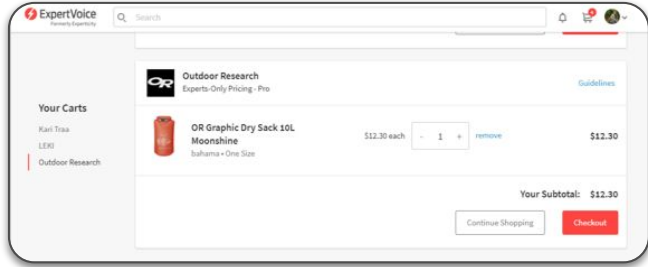 ExpertVoice
Formerly Experticity
Search
Outdoor Research
Experts-Only Pricing - Pro
Guidelines
Your Carts
Kari Traa
LEKI
Outdoor Research
OR Graphic Dry Sack 10L
Moonshine
bahama • One Size
$12.30 each - 1 + remove $12.30
Your Subtotal: $12.30
Continue Shopping
Checkout
OR